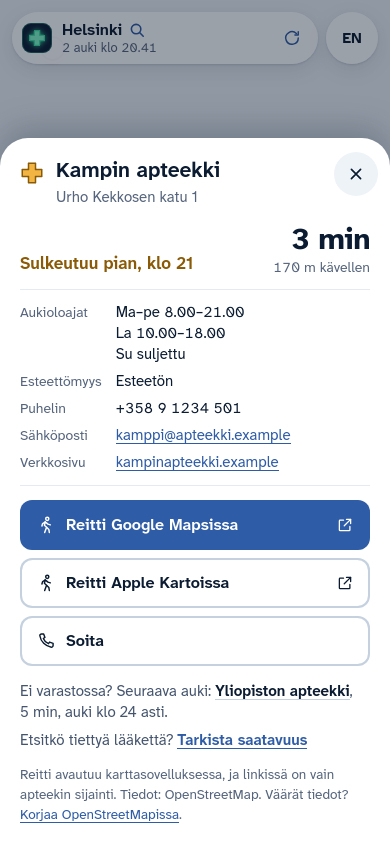 Helsinki
2 auki klo 20.41
EN
Kampin apteekki
Urho Kekkosen katu 1
3 min
Sulkeutuu pian, klo 21
170 m kävellen
Aukioloajat
Ma–pe 8.00–21.00
La 10.00–18.00
Su suljettu
Esteettömyys
Esteetön
Puhelin
+358 9 1234 501
Sähköposti
kamppi@apteekki.example
Verkkosivu
kampinapteekki.example
Reitti Google Mapsissa
Reitti Apple Kartoissa
Soita
Ei varastossa? Seuraava auki: Yliopiston apteekki,
5 min, auki klo 24 asti.
Etsitkö tiettyä lääkettä? Tarkista saatavuus
Reitti avautuu karttasovelluksessa, ja linkissä on vain
apteekin sijainti. Tiedot: OpenStreetMap. Väärät tiedot?
Korjaa OpenStreetMapissa.